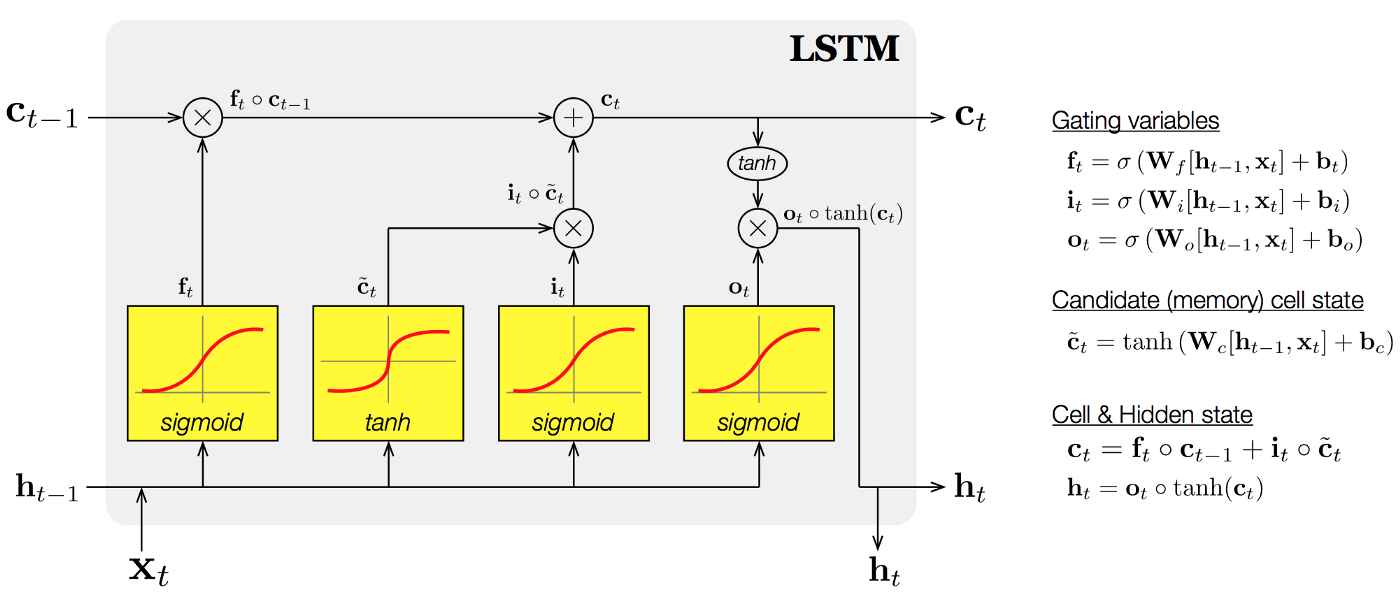 LSTM
c_{t−1}
f_t ∘ c_{t−1}
c_t
c_t
×
+
tanh
i_t ∘ c̃_t
×
×
o_t ∘ tanh(c_t)
f_t
c̃_t
i_t
o_t
sigmoid
tanh
sigmoid
sigmoid
h_{t−1}
h_t
x_t
h_t
Gating variables
f_t = σ (W_f[h_{t−1}, x_t] + b_t)
i_t = σ (W_i[h_{t−1}, x_t] + b_i)
o_t = σ (W_o[h_{t−1}, x_t] + b_o)
Candidate (memory) cell state
c̃_t = tanh (W_c[h_{t−1}, x_t] + b_c)
Cell & Hidden state
c_t = f_t ∘ c_{t−1} + i_t ∘ c̃_t
h_t = o_t ∘ tanh(c_t)